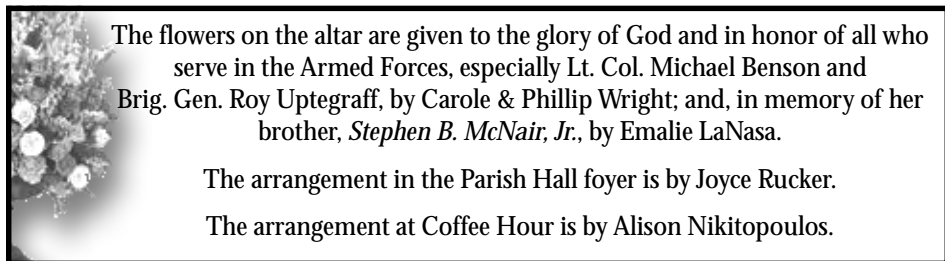 The flowers on the altar are given to the glory of God and in honor of all who
serve in the Armed Forces, especially Lt. Col. Michael Benson and
Brig. Gen. Roy Uptegraff, by Carole & Phillip Wright; and, in memory of her
brother, Stephen B. McNair, Jr., by Emalie LaNasa.
The arrangement in the Parish Hall foyer is by Joyce Rucker.
The arrangement at Coffee Hour is by Alison Nikitopoulos.